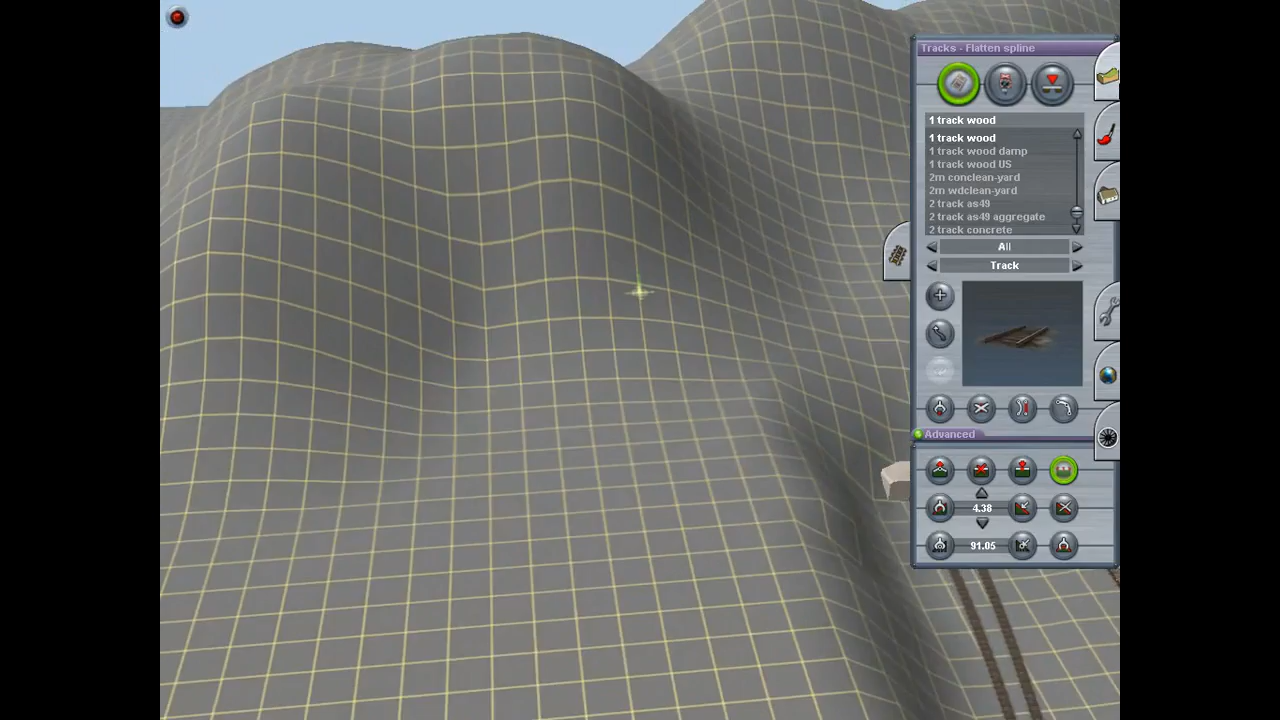 Tracks - Flatten spline
1 track wood
1 track wood
1 track wood damp
1 track wood US
2m conclean-yard
2m wdclean-yard
2 track as49
2 track as49 aggregate
2 track concrete
All
Track
Advanced
4.38
91.05